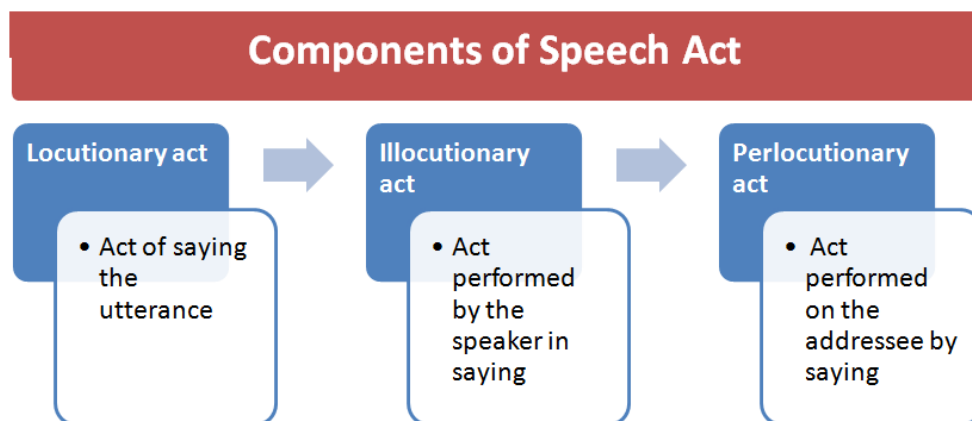 Components of Speech Act
Locutionary act
• Act of saying
the
utterance
Illocutionary
act
• Act
performed
by the
speaker in
saying
Perlocutionary
act
• Act
performed
on the
addressee by
saying